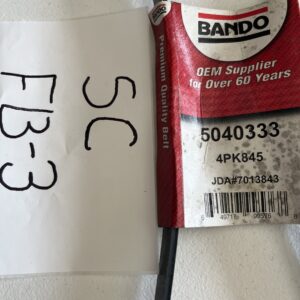 5C
FB-3
BANDO
OEM Supplier
for Over 60 Years
Premium Quality Belt
5040333
4PK845
JDA#7013843